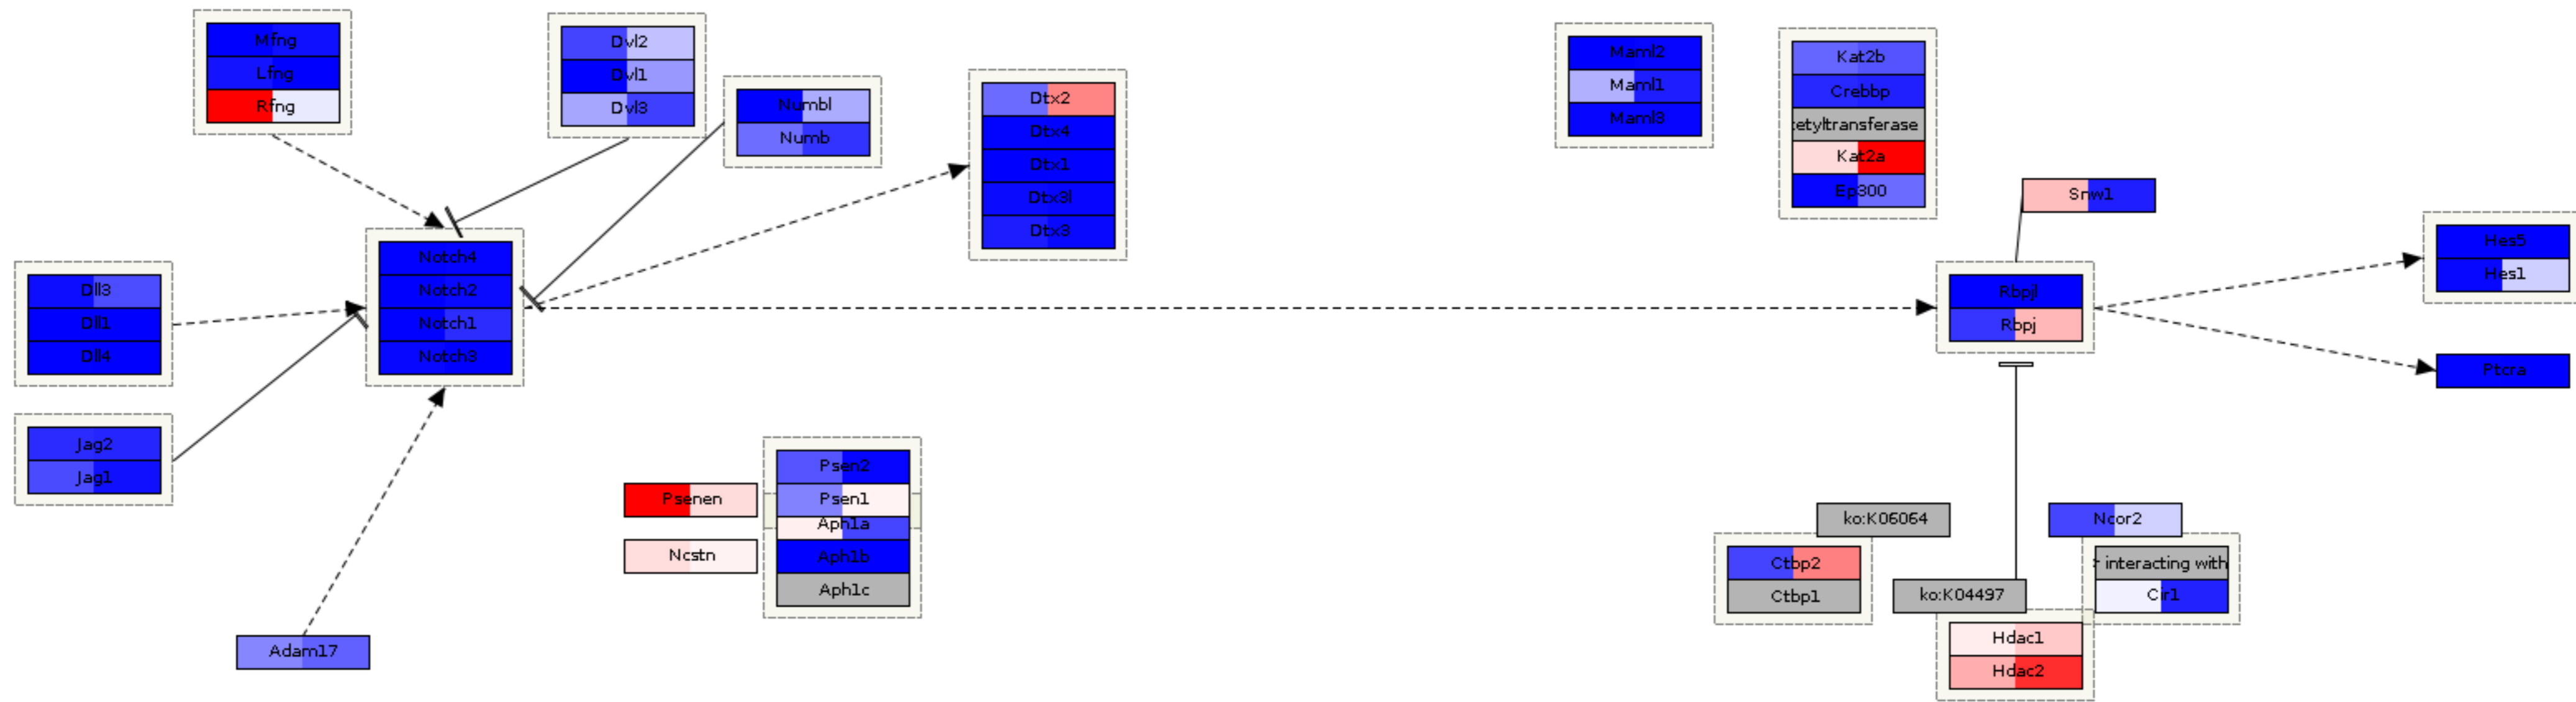 Mfng
Lfng
Rfng
Dvl2
Dvl1
Dvl3
Numbl
Numb
Dtx2
Dtx4
Dtx1
Dtx3l
Dtx3
Maml2
Maml1
Maml3
Kat2b
Crebbp
cetyltransferase
Kat2a
Ep300
Snw1
Notch4
Notch2
Notch1
Notch3
Dll3
Dll1
Dll4
Jag2
Jag1
Rbpjl
Rbpj
Hes5
Hes1
Ptcra
Psen2
Psen1
Aph1a
Aph1b
Aph1c
Psenen
Ncstn
Adam17
ko:K06064
Ncor2
Ctbp2
Ctbp1
ko:K04497
interacting with
Cir1
Hdac1
Hdac2